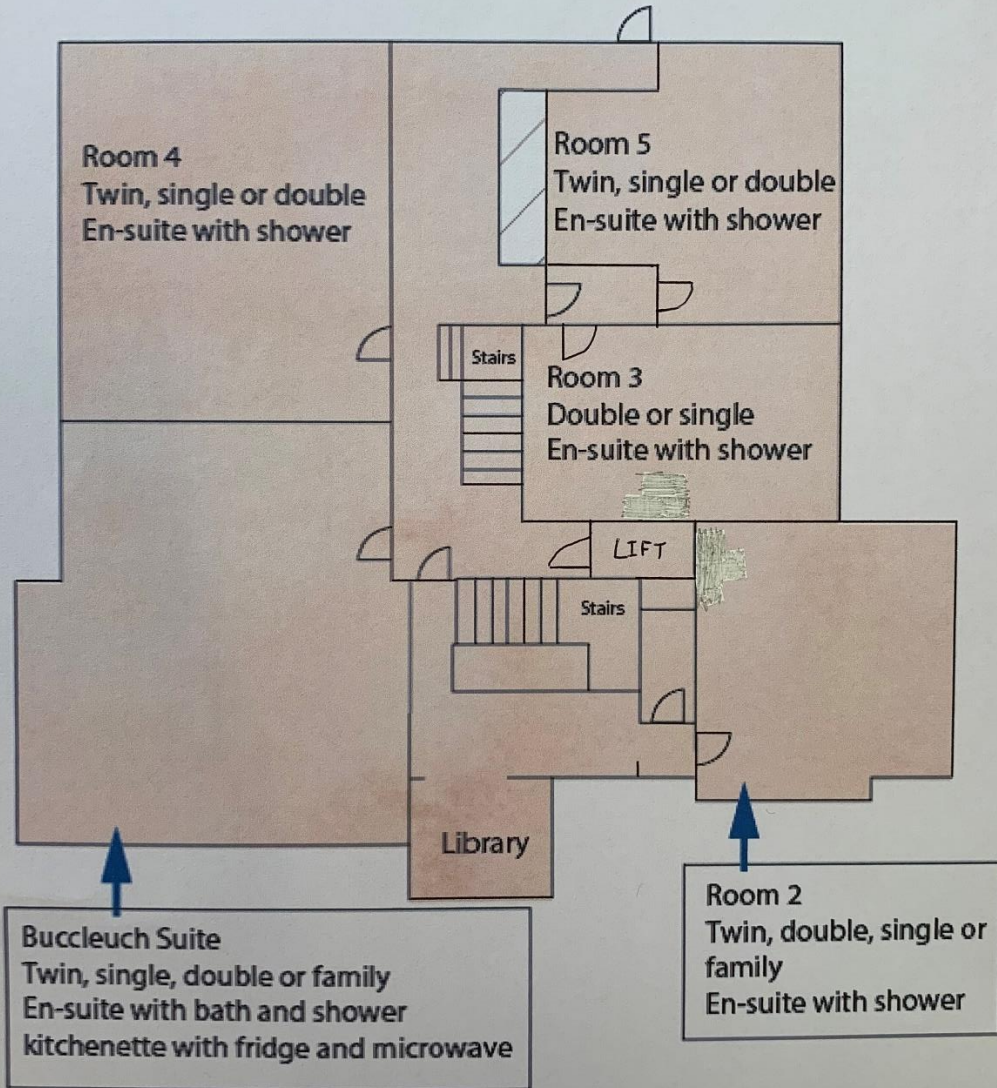 Room 4
Twin, single or double
En-suite with shower
Room 5
Twin, single or double
En-suite with shower
Stairs
Room 3
Double or single
En-suite with shower
LIFT
Stairs
Library
Buccleuch Suite
Twin, single, double or family
En-suite with bath and shower
kitchenette with fridge and microwave
Room 2
Twin, double, single or
family
En-suite with shower